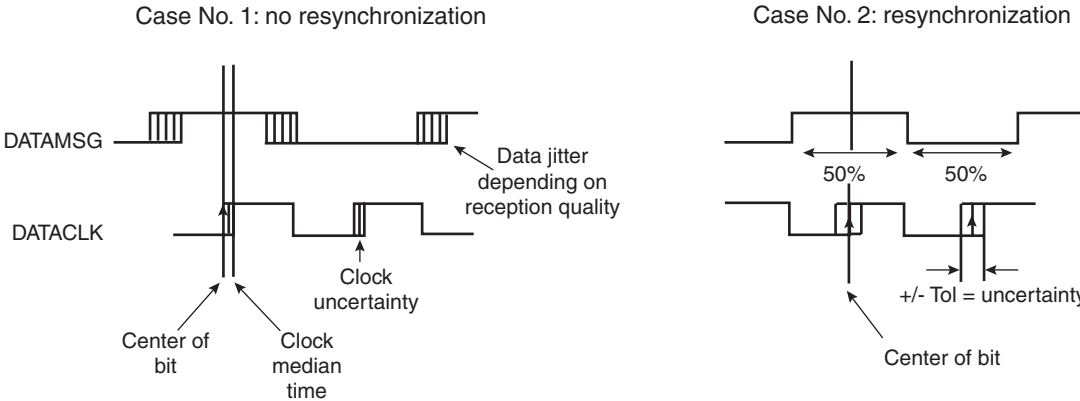 Case No. 1: no resynchronization
Case No. 2: resynchronization
DATAMSG
Data jitter
depending on
reception quality
50%
50%
DATACLK
Clock
uncertainty
+/- Tol = uncertainty
Center of
bit
Clock
median
time
Center of bit